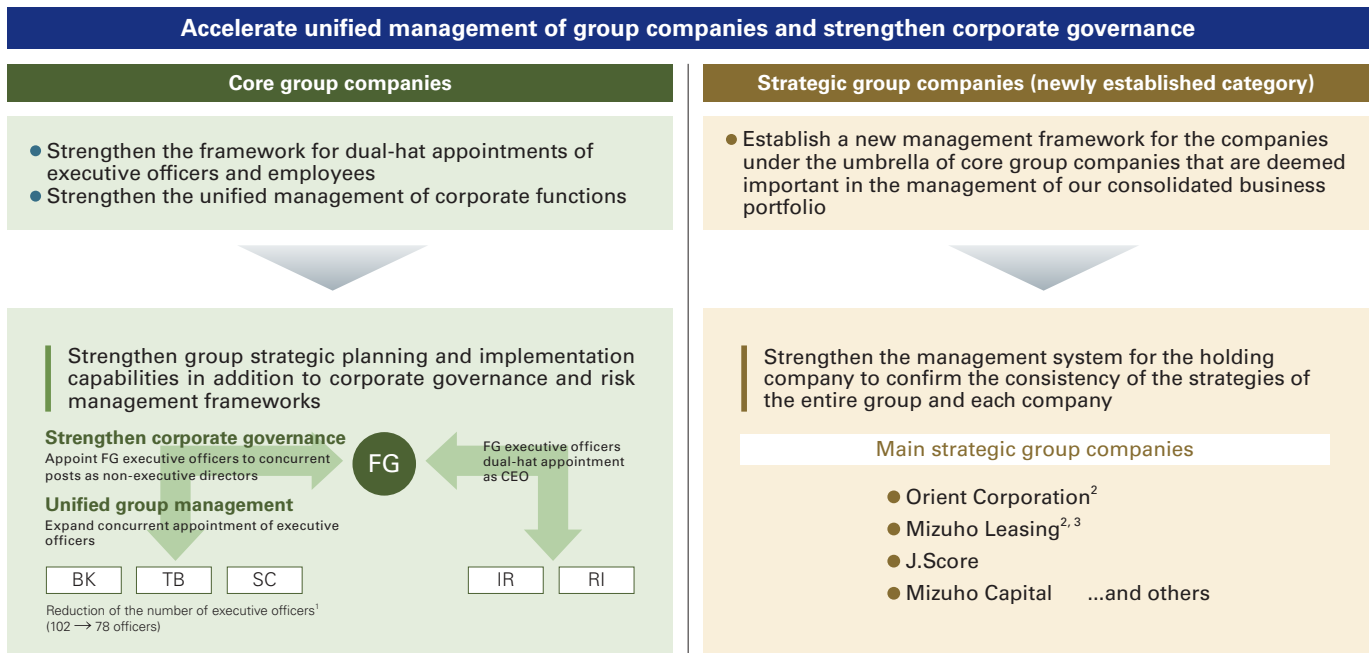 Accelerate unified management of group companies and strengthen corporate governance
Core group companies
● Strengthen the framework for dual-hat appointments of
executive officers and employees
● Strengthen the unified management of corporate functions
Strengthen group strategic planning and implementation
capabilities in addition to corporate governance and risk
management frameworks
Strengthen corporate governance
Appoint FG executive officers to concurrent
posts as non-executive directors
Unified group management
Expand concurrent appointment of executive
officers
FG
FG executive officers
dual-hat appointment
as CEO
BK
TB
SC
IR
RI
Reduction of the number of executive officers1
(102 → 78 officers)
Strategic group companies (newly established category)
● Establish a new management framework for the companies
under the umbrella of core group companies that are deemed
important in the management of our consolidated business
portfolio
Strengthen the management system for the holding
company to confirm the consistency of the strategies of
the entire group and each company
Main strategic group companies
● Orient Corporation2
● Mizuho Leasing2, 3
● J.Score
● Mizuho Capital ...and others